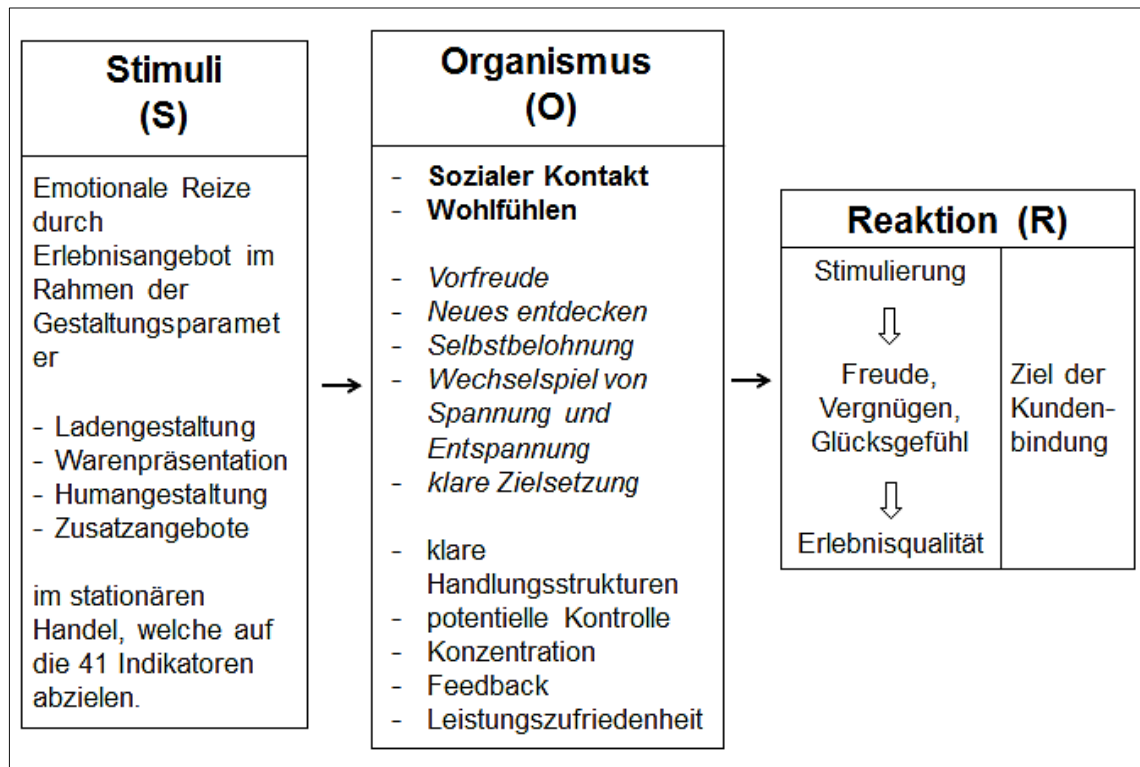 Stimuli
(S)
Emotionale Reize
durch
Erlebnisangebot im
Rahmen der
Gestaltungsparamet
er
- Ladengestaltung
- Warenpräsentation
- Humangestaltung
- Zusatzangebote
im stationären
Handel, welche auf
die 41 Indikatoren
abzielen.
Organismus
(O)
- Sozialer Kontakt
- Wohlfühlen
- Vorfreude
- Neues entdecken
- Selbstbelohnung
- Wechselspiel von
Spannung und
Entspannung
- klare Zielsetzung
- klare
Handlungsstrukturen
- potentielle Kontrolle
- Konzentration
- Feedback
- Leistungszufriedenheit
Reaktion (R)
Stimulierung
Freude,
Vergnügen,
Glücksgefühl
Erlebnisqualität
Ziel der
Kunden-
bindung